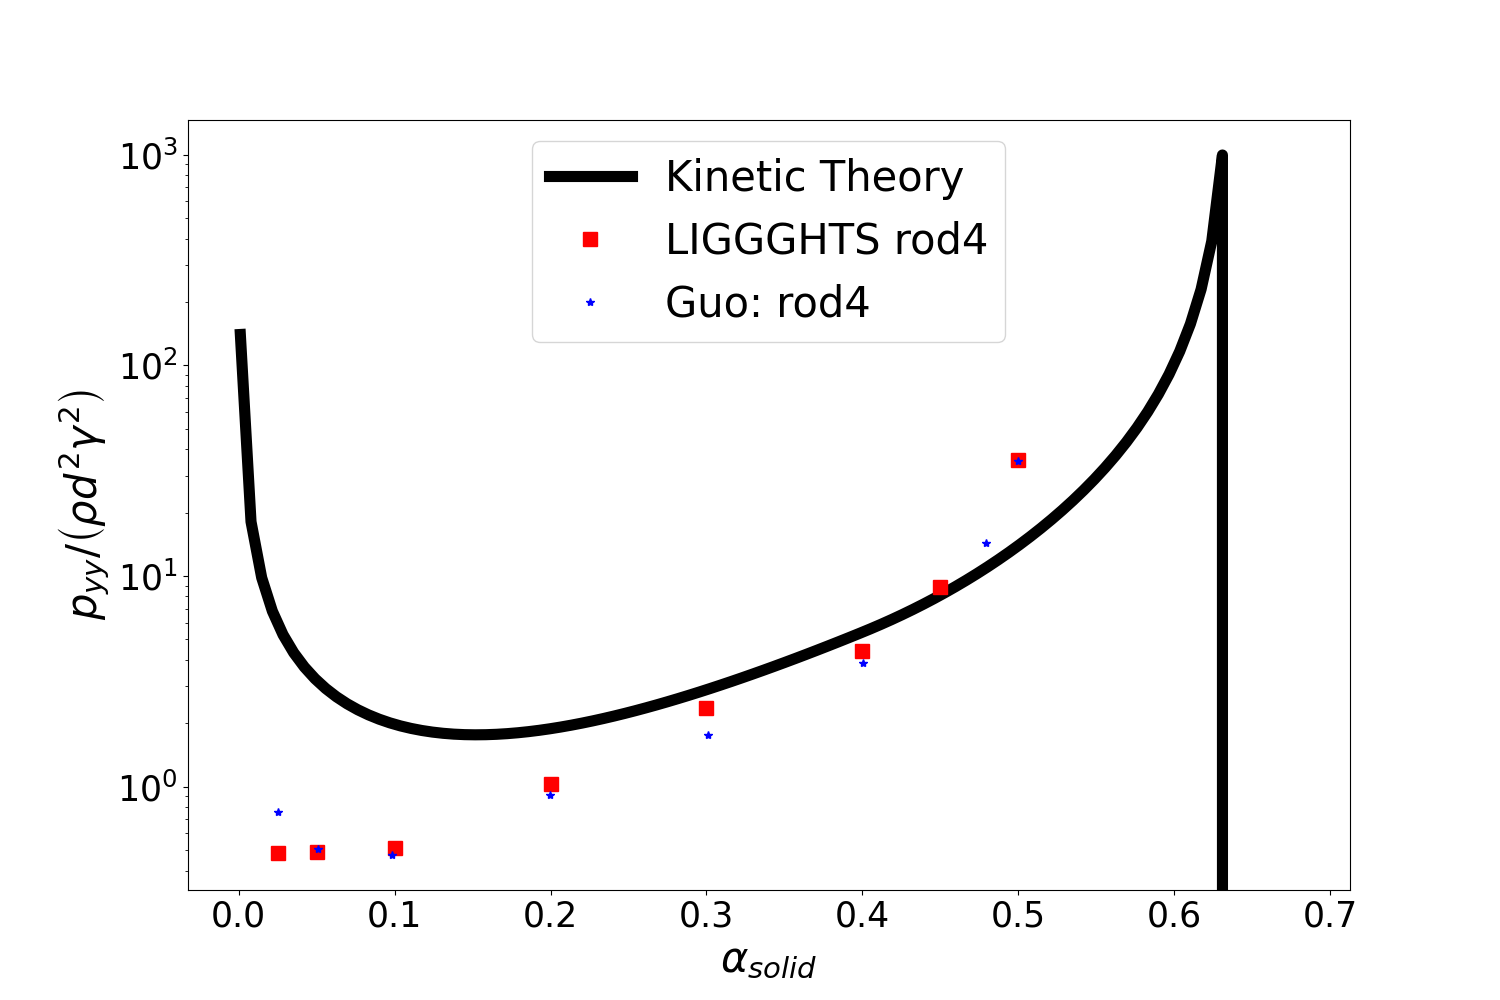 Kinetic Theory
LIGGGHTS rod4
Guo: rod4
10³
10²
10¹
10⁰
p_yy/(ρd²γ²)
0.0 0.1 0.2 0.3 0.4 0.5 0.6 0.7
α_solid